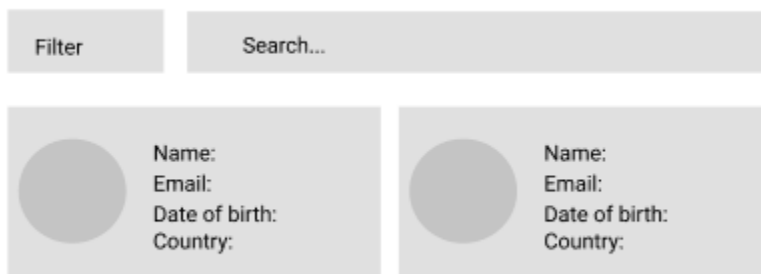 Filter
Search...
Name:
Email:
Date of birth:
Country:
Name:
Email:
Date of birth:
Country: